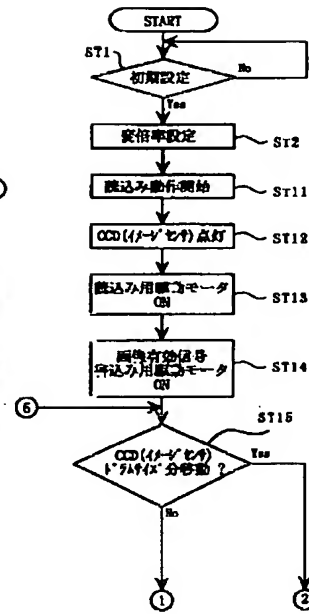 START
ST1
初期設定
No
Yes
変倍率設定
ST2
読込み動作開始
ST11
CCD(イメージセンサ)点灯
ST12
読込み用駆動モータ
ON
ST13
画像有効信号
書込み用駆動モータ
ON
ST14
⑥
ST15
CCD(イメージセンサ)
ドラムサイズ分移動?
Yes
No
①
②